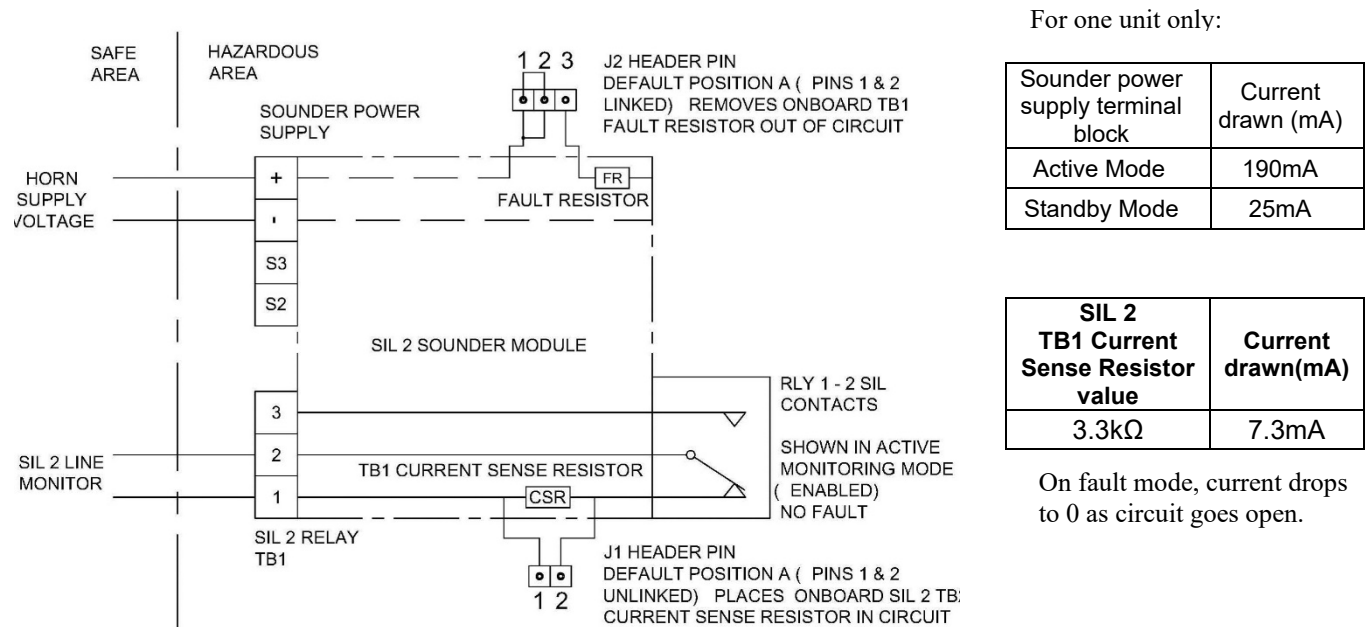 SAFE
AREA
HAZARDOUS
AREA
SOUNDER POWER
SUPPLY
1 2 3
J2 HEADER PIN
DEFAULT POSITION A ( PINS 1 & 2
LINKED) REMOVES ONBOARD TB1
FAULT RESISTOR OUT OF CIRCUIT
HORN
SUPPLY
VOLTAGE
+
-
S3
S2
FR
FAULT RESISTOR
SIL 2 SOUNDER MODULE
3
2
1
SIL 2 LINE
MONITOR
TB1 CURRENT SENSE RESISTOR
CSR
SIL 2 RELAY
TB1
RLY 1 - 2 SIL
CONTACTS
SHOWN IN ACTIVE
MONITORING MODE
( ENABLED)
NO FAULT
1 2
J1 HEADER PIN
DEFAULT POSITION A ( PINS 1 & 2
UNLINKED) PLACES ONBOARD SIL 2 TB
CURRENT SENSE RESISTOR IN CIRCUIT
For one unit only:
Sounder power
supply terminal
block
Current
drawn (mA)
Active Mode
190mA
Standby Mode
25mA
SIL 2
TB1 Current
Sense Resistor
value
Current
drawn(mA)
3.3kΩ
7.3mA
On fault mode, current drops
to 0 as circuit goes open.